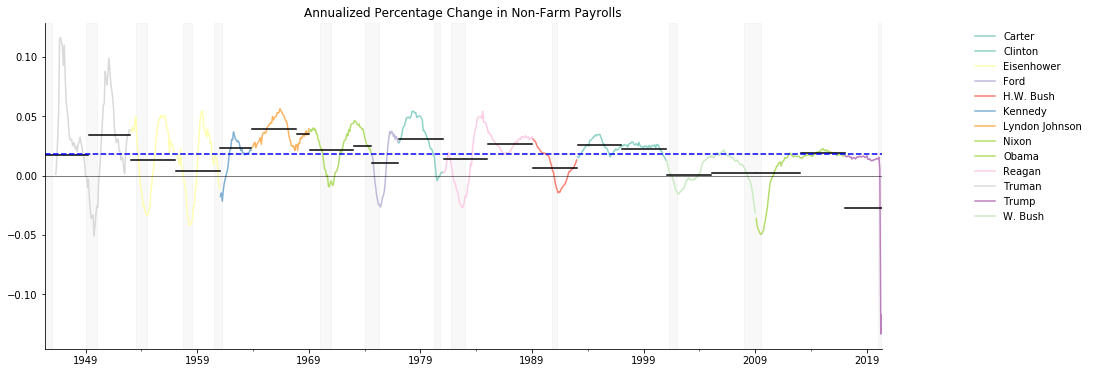 Annualized Percentage Change in Non-Farm Payrolls
0.10
0.05
0.00
−0.05
−0.10
1949
1959
1969
1979
1989
1999
2009
2019
Carter
Clinton
Eisenhower
Ford
H.W. Bush
Kennedy
Lyndon Johnson
Nixon
Obama
Reagan
Truman
Trump
W. Bush